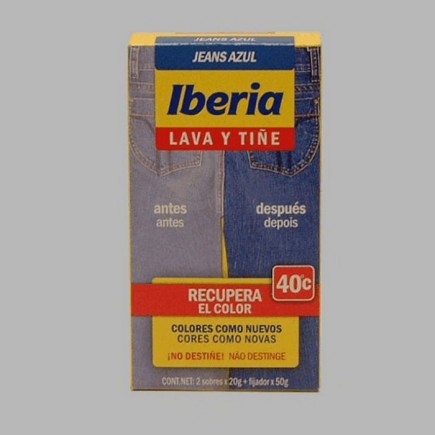 JEANS AZUL
Iberia
LAVA Y TIÑE
antes
antes
después
depois
40°C
RECUPERA
EL COLOR
COLORES COMO NUEVOS
CORES COMO NOVAS
¡NO DESTIÑE! NÃO DESTINGE
CONT.NET: 2 sobres x 20g + fijador x 50g